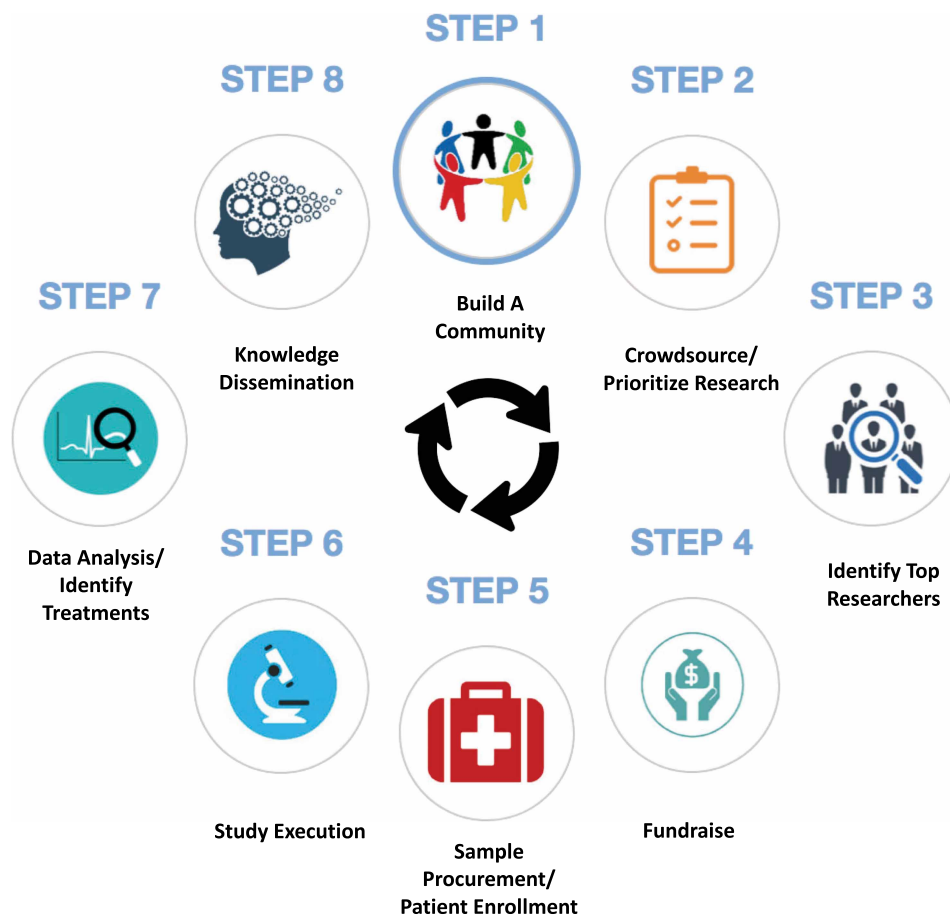 STEP 1
Build A
Community
STEP 2
Crowdsource/
Prioritize Research
STEP 3
Identify Top
Researchers
STEP 4
$
Fundraise
STEP 5
Sample
Procurement/
Patient Enrollment
STEP 6
Study Execution
STEP 7
Data Analysis/
Identify
Treatments
STEP 8
Knowledge
Dissemination